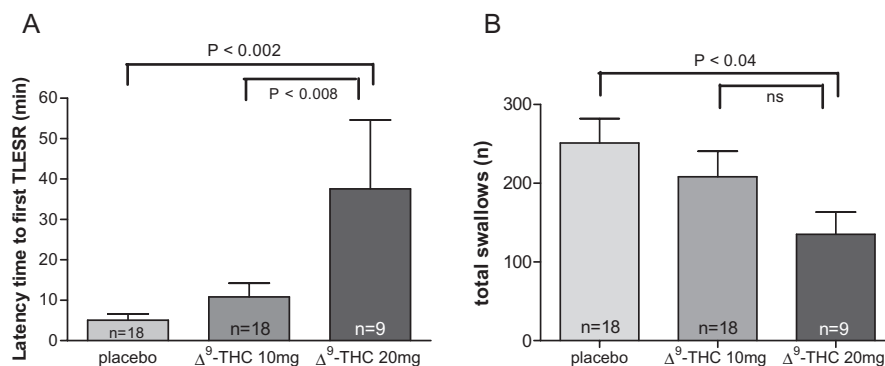 A
P < 0.002
P < 0.008
Latency time to first TLESR (min)
60
50
40
30
20
10
0
n=18
n=18
n=9
placebo
Δ⁹-THC 10mg
Δ⁹-THC 20mg
B
P < 0.04
ns
total swallows (n)
300
200
100
0
n=18
n=18
n=9
placebo
Δ⁹-THC 10mg
Δ⁹-THC 20mg